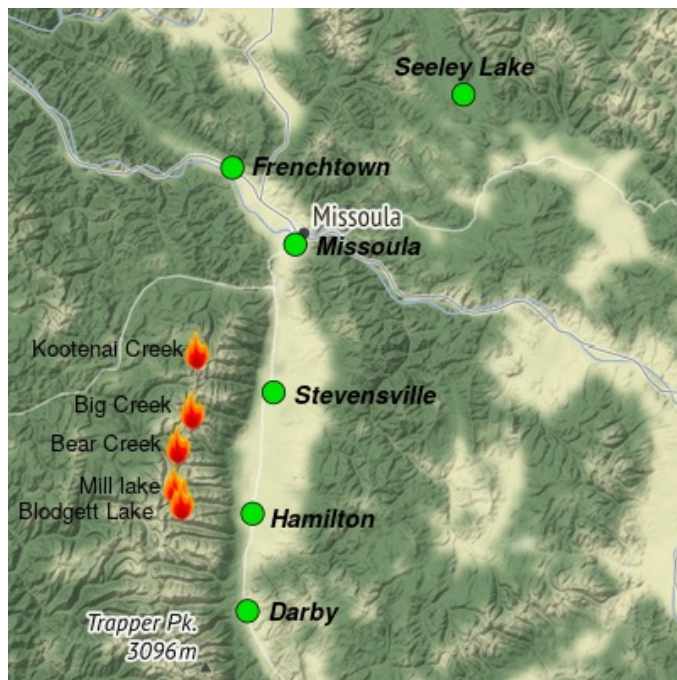 Seeley Lake
Frenchtown
Missoula
Missoula
Kootenai Creek
Stevensville
Big Creek
Bear Creek
Mill lake
Blodgett Lake
Hamilton
Darby
Trapper Pk.
3096m